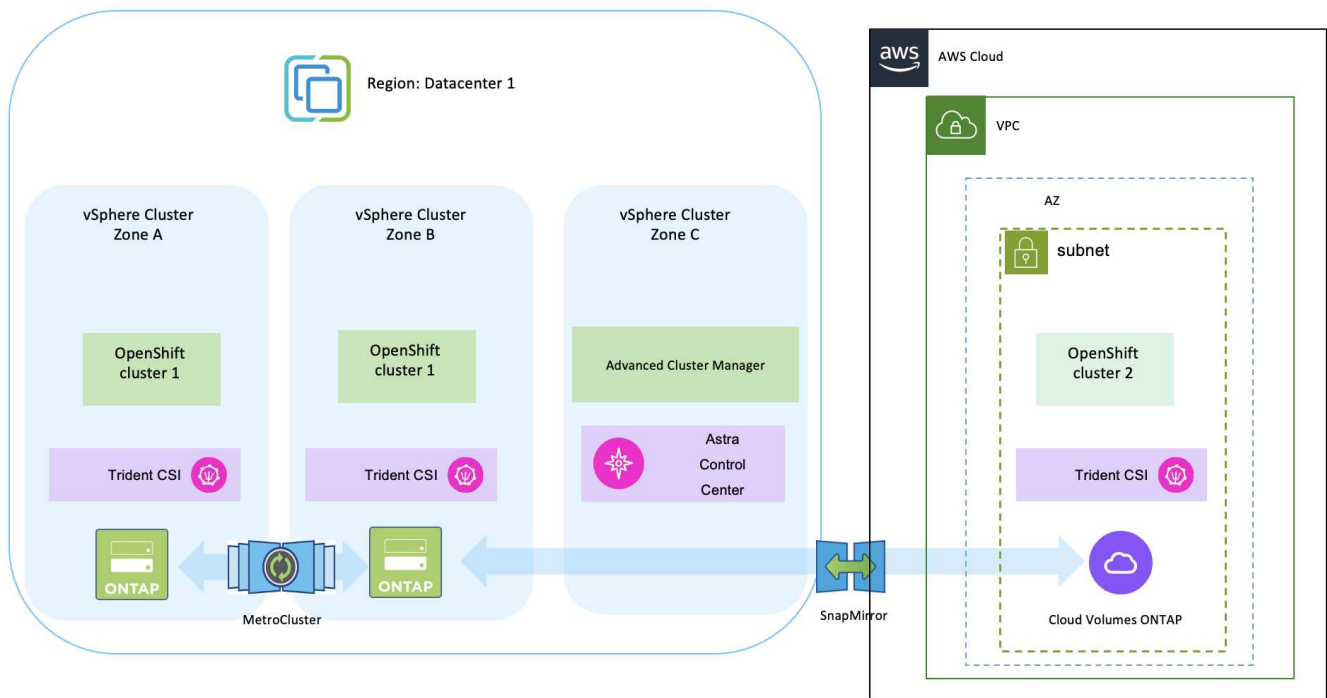 Region: Datacenter 1
vSphere Cluster
Zone A
vSphere Cluster
Zone B
vSphere Cluster
Zone C
OpenShift
cluster 1
OpenShift
cluster 1
Advanced Cluster Manager
Trident CSI
Trident CSI
Astra
Control
Center
ONTAP
ONTAP
MetroCluster
SnapMirror
aws
AWS Cloud
VPC
AZ
subnet
OpenShift
cluster 2
Trident CSI
Cloud Volumes ONTAP